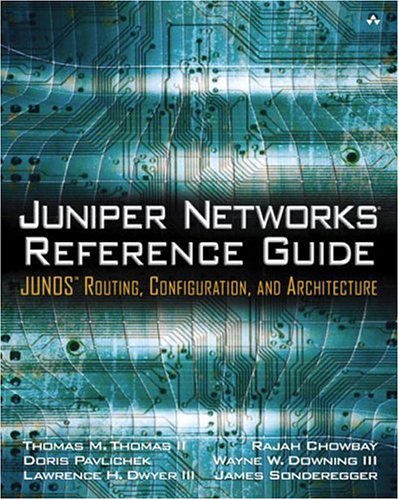 JUNIPER NETWORKS®
REFERENCE GUIDE
JUNOS™ ROUTING, CONFIGURATION, AND ARCHITECTURE
THOMAS M. THOMAS II
RAJAH CHOWBAY
DORIS PAVLICHEK
WAYNE W. DOWNING III
LAWRENCE H. DWYER III
JAMES SONDEREGGER